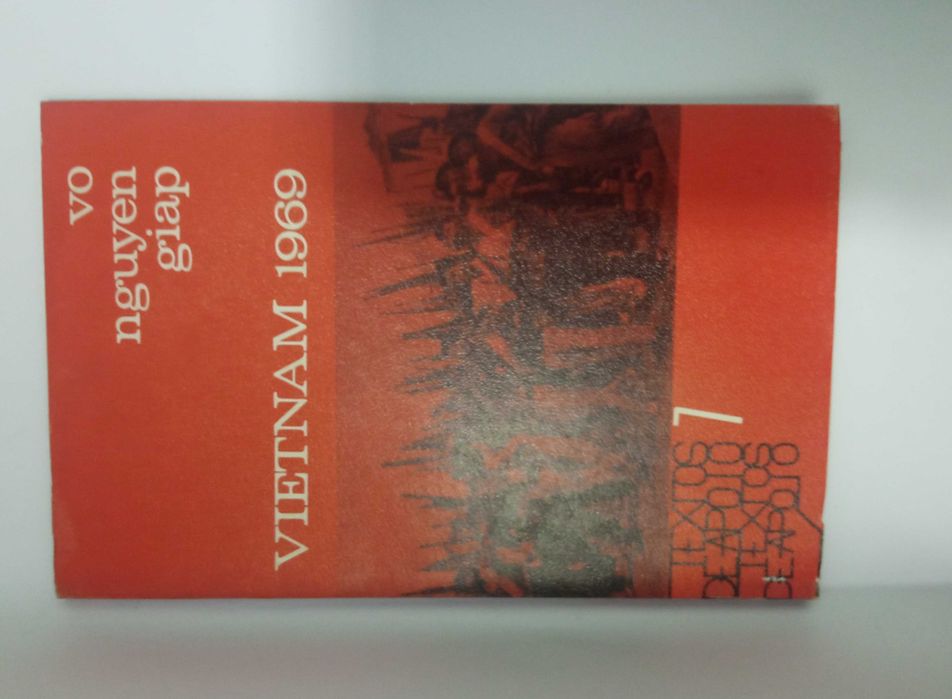 vo
nguyen
giap
VIETNAM 1969
7
TEXTOS
DE APOIO
TEXTOS
DE APOIO